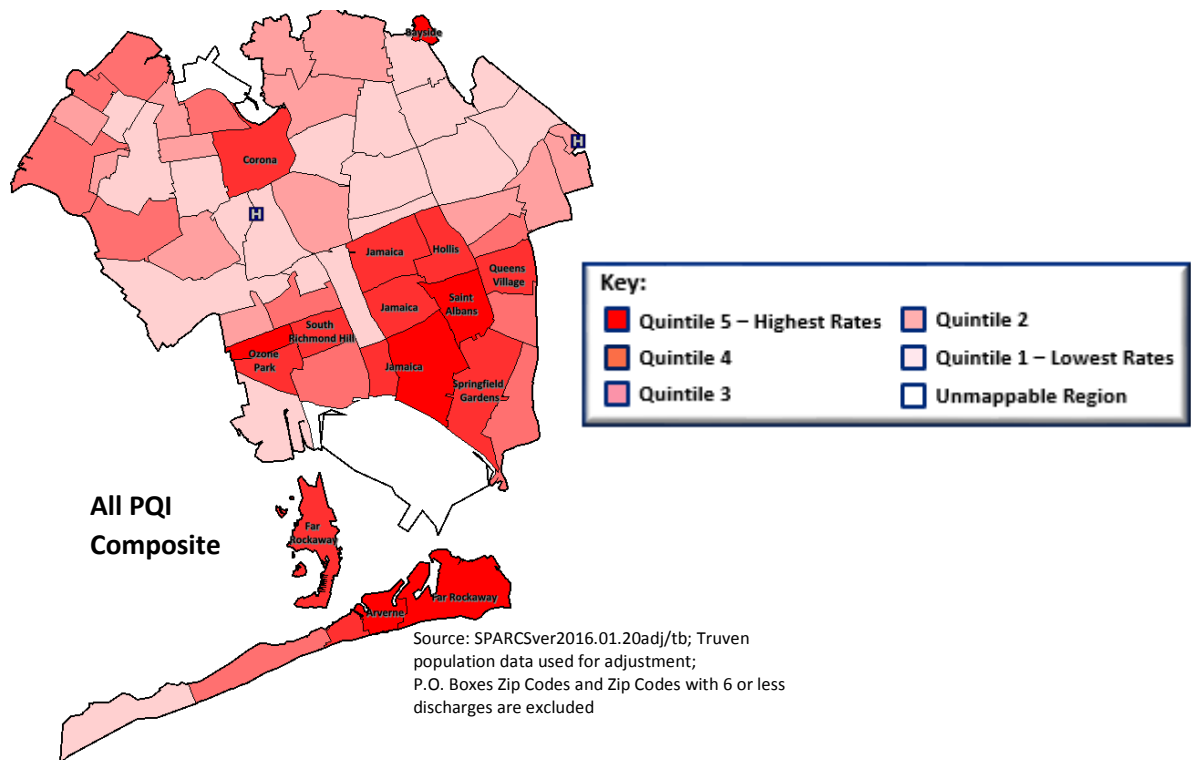 Bayside
Corona
H
H
Jamaica
Hollis
Queens
Village
Jamaica
Saint
Albans
South
Richmond Hill
Ozone
Park
Jamaica
Springfield
Gardens
Key:
Quintile 5 – Highest Rates
Quintile 2
Quintile 4
Quintile 1 – Lowest Rates
Quintile 3
Unmappable Region
All PQI
Composite
Far
Rockaway
Far Rockaway
Arverne
Source: SPARCSver2016.01.20adj/tb; Truven
population data used for adjustment;
P.O. Boxes Zip Codes and Zip Codes with 6 or less
discharges are excluded